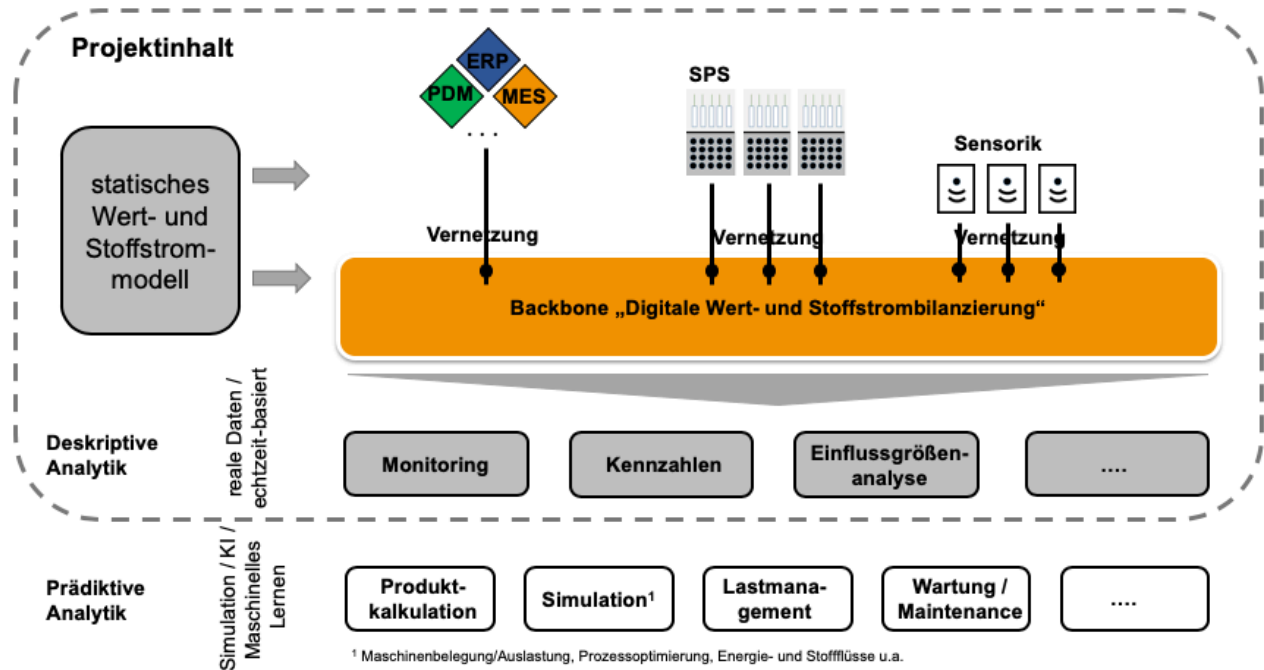 Projektinhalt
ERP
PDM
MES
...
SPS
Sensorik
statisches
Wert- und
Stoffstrom-
modell
Vernetzung
Vernetzung
Vernetzung
Backbone „Digitale Wert- und Stoffstrombilanzierung“
Deskriptive
Analytik
reale Daten /
echtzeit-basiert
Monitoring
Kennzahlen
Einflussgrößen-
analyse
....
Prädiktive
Analytik
Simulation / KI /
Maschinelles
Lernen
Produkt-
kalkulation
Simulation¹
Lastmana-
gement
Wartung /
Maintenance
....
¹ Maschinenbelegung/Auslastung, Prozessoptimierung, Energie- und Stoffflüsse u.a.